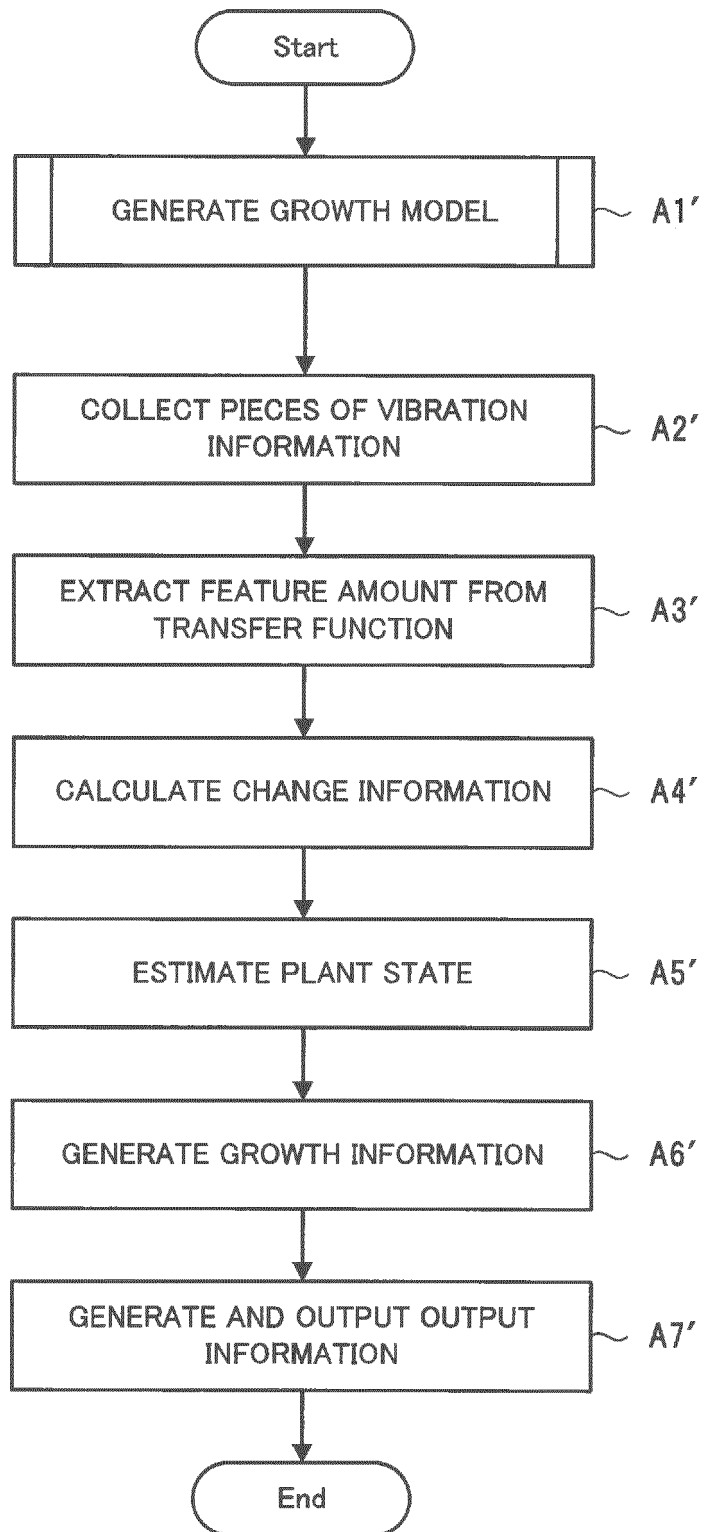 Start
GENERATE GROWTH MODEL
A1′
COLLECT PIECES OF VIBRATION
INFORMATION
A2′
EXTRACT FEATURE AMOUNT FROM
TRANSFER FUNCTION
A3′
CALCULATE CHANGE INFORMATION
A4′
ESTIMATE PLANT STATE
A5′
GENERATE GROWTH INFORMATION
A6′
GENERATE AND OUTPUT OUTPUT
INFORMATION
A7′
End